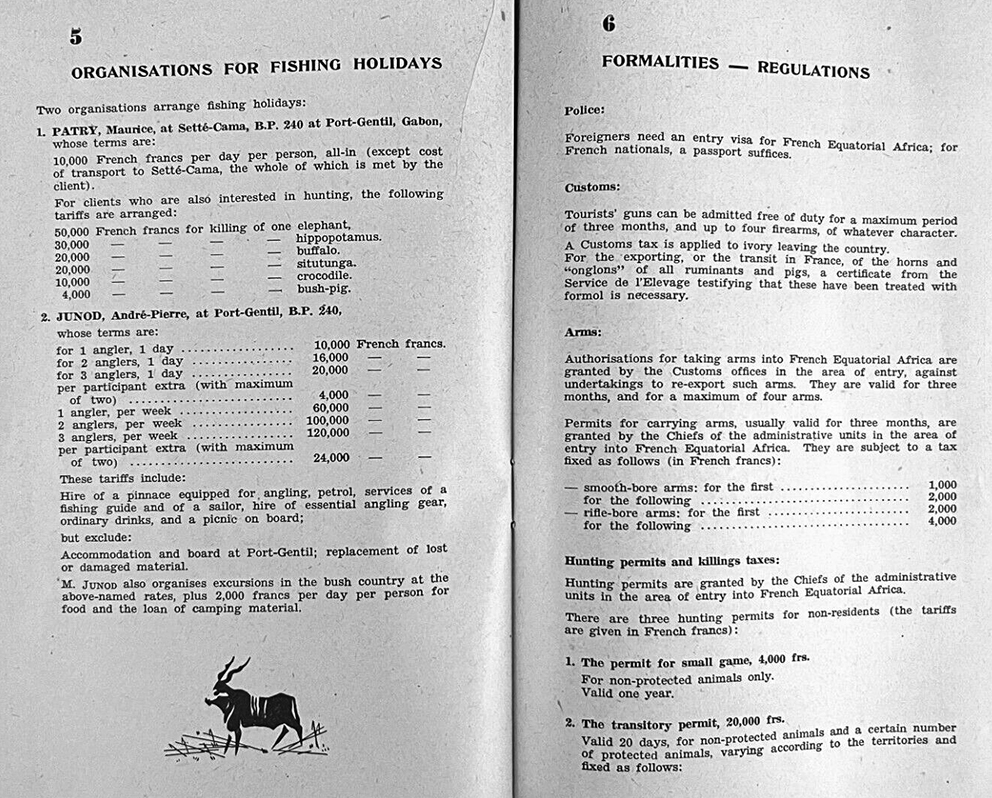 5
ORGANISATIONS FOR FISHING HOLIDAYS
Two organisations arrange fishing holidays:
1. PATRY, Maurice, at Setté-Cama, B.P. 240 at Port-Gentil, Gabon,
whose terms are:
10,000 French francs per day per person, all-in (except cost
of transport to Setté-Cama, the whole of which is met by the
client).
For clients who are also interested in hunting, the following
tariffs are arranged:
50,000 French francs for killing of one elephant,
30,000 — — — — hippopotamus.
20,000 — — — — buffalo.
20,000 — — — — situtunga.
10,000 — — — — crocodile.
4,000 — — — — bush-pig.
2. JUNOD, André-Pierre, at Port-Gentil, B.P. 240,
whose terms are:
for 1 angler, 1 day .................. 10,000 French francs.
for 2 anglers, 1 day ................ 16,000 — —
for 3 anglers, 1 day ................ 20,000 — —
per participant extra (with maximum
of two) .......................... 4,000 — —
1 angler, per week .................. 60,000 — —
2 anglers, per week ................. 100,000 — —
3 anglers, per week ................. 120,000 — —
per participant extra (with maximum
of two) .......................... 24,000 — —
These tariffs include:
Hire of a pinnace equipped for angling, petrol, services of a
fishing guide and of a sailor, hire of essential angling gear,
ordinary drinks, and a picnic on board;
but exclude:
Accommodation and board at Port-Gentil; replacement of lost
or damaged material.
M. JUNOD also organises excursions in the bush country at the
above-named rates, plus 2,000 francs per day per person for
food and the loan of camping material.
6
FORMALITIES — REGULATIONS
Police:
Foreigners need an entry visa for French Equatorial Africa; for
French nationals, a passport suffices.
Customs:
Tourists' guns can be admitted free of duty for a maximum period
of three months, and up to four firearms, of whatever character.
A Customs tax is applied to ivory leaving the country.
For the exporting, or the transit in France, of the horns and
"onglons" of all ruminants and pigs, a certificate from the
Service de l'Elevage testifying that these have been treated with
formol is necessary.
Arms:
Authorisations for taking arms into French Equatorial Africa are
granted by the Customs offices in the area of entry, against
undertakings to re-export such arms. They are valid for three
months, and for a maximum of four arms.
Permits for carrying arms, usually valid for three months, are
granted by the Chiefs of the administrative units in the area of
entry into French Equatorial Africa. They are subject to a tax
fixed as follows (in French francs):
— smooth-bore arms: for the first .................... 1,000
for the following ................................ 2,000
— rifle-bore arms: for the first ...................... 2,000
for the following ................................ 4,000
Hunting permits and killings taxes:
Hunting permits are granted by the Chiefs of the administrative
units in the area of entry into French Equatorial Africa.
There are three hunting permits for non-residents (the tariffs
are given in French francs):
1. The permit for small game, 4,000 frs.
For non-protected animals only.
Valid one year.
2. The transitory permit, 20,000 frs.
Valid 20 days, for non-protected animals and a certain number
of protected animals, varying according to the territories and
fixed as follows: